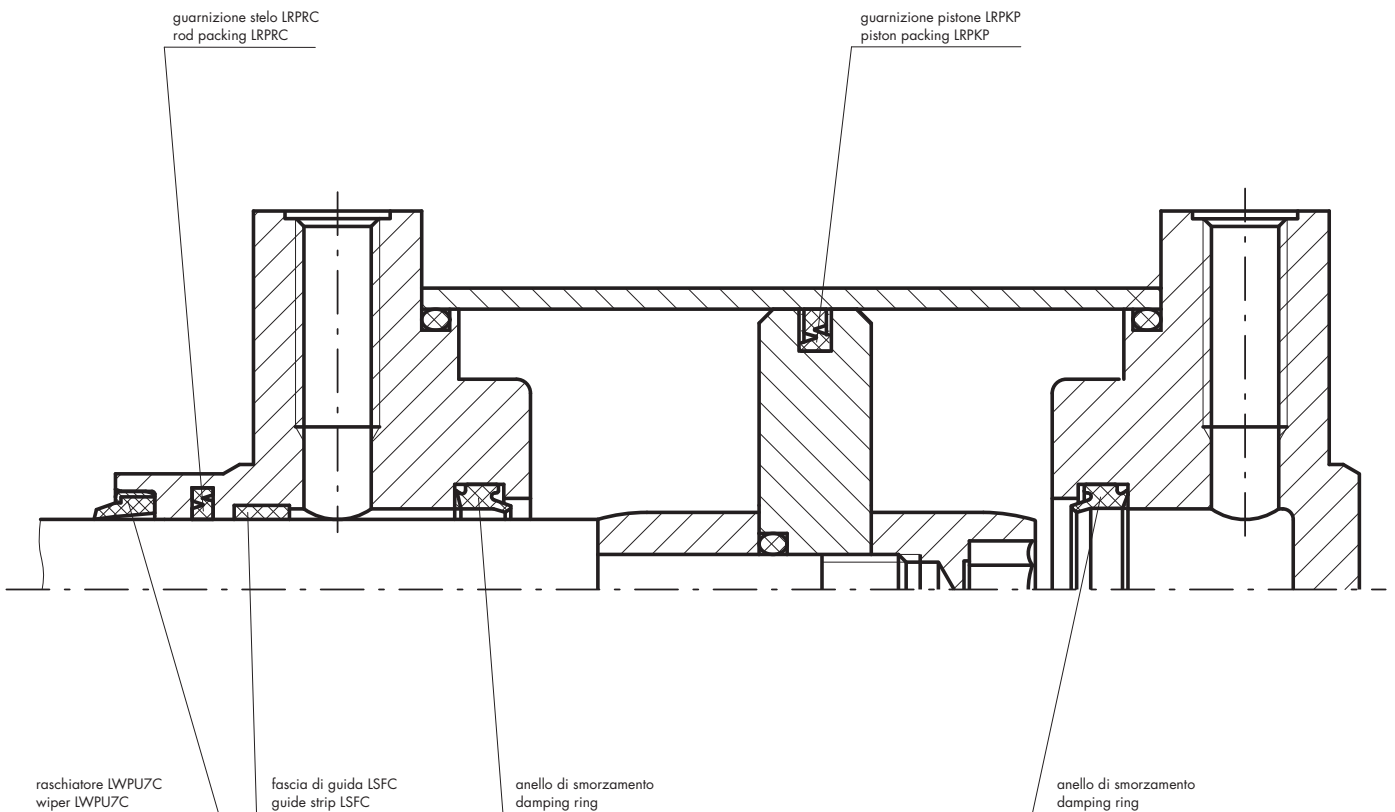 guarnizione stelo LRPRC
rod packing LRPRC
guarnizione pistone LRPKP
piston packing LRPKP
raschiatore LWPU7C
wiper LWPU7C
fascia di guida LSFC
guide strip LSFC
anello di smorzamento
damping ring
anello di smorzamento
damping ring